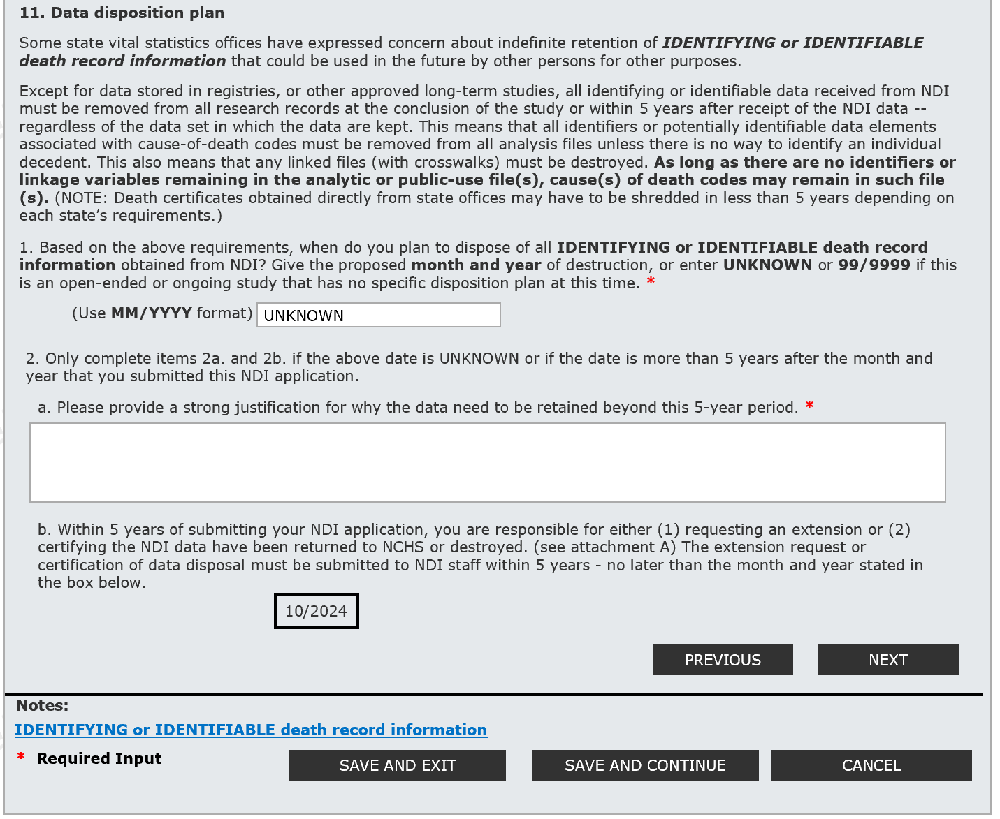 11. Data disposition plan
Some state vital statistics offices have expressed concern about indefinite retention of IDENTIFYING or IDENTIFIABLE
death record information that could be used in the future by other persons for other purposes.
Except for data stored in registries, or other approved long-term studies, all identifying or identifiable data received from NDI
must be removed from all research records at the conclusion of the study or within 5 years after receipt of the NDI data --
regardless of the data set in which the data are kept. This means that all identifiers or potentially identifiable data elements
associated with cause-of-death codes must be removed from all analysis files unless there is no way to identify an individual
decedent. This also means that any linked files (with crosswalks) must be destroyed. As long as there are no identifiers or
linkage variables remaining in the analytic or public-use file(s), cause(s) of death codes may remain in such file
(s). (NOTE: Death certificates obtained directly from state offices may have to be shredded in less than 5 years depending on
each state’s requirements.)
1. Based on the above requirements, when do you plan to dispose of all IDENTIFYING or IDENTIFIABLE death record
information obtained from NDI? Give the proposed month and year of destruction, or enter UNKNOWN or 99/9999 if this
is an open-ended or ongoing study that has no specific disposition plan at this time. *
(Use MM/YYYY format) UNKNOWN
2. Only complete items 2a. and 2b. if the above date is UNKNOWN or if the date is more than 5 years after the month and
year that you submitted this NDI application.
a. Please provide a strong justification for why the data need to be retained beyond this 5-year period. *
b. Within 5 years of submitting your NDI application, you are responsible for either (1) requesting an extension or (2)
certifying the NDI data have been returned to NCHS or destroyed. (see attachment A) The extension request or
certification of data disposal must be submitted to NDI staff within 5 years - no later than the month and year stated in
the box below.
10/2024
PREVIOUS NEXT
Notes:
IDENTIFYING or IDENTIFIABLE death record information
* Required Input SAVE AND EXIT SAVE AND CONTINUE CANCEL